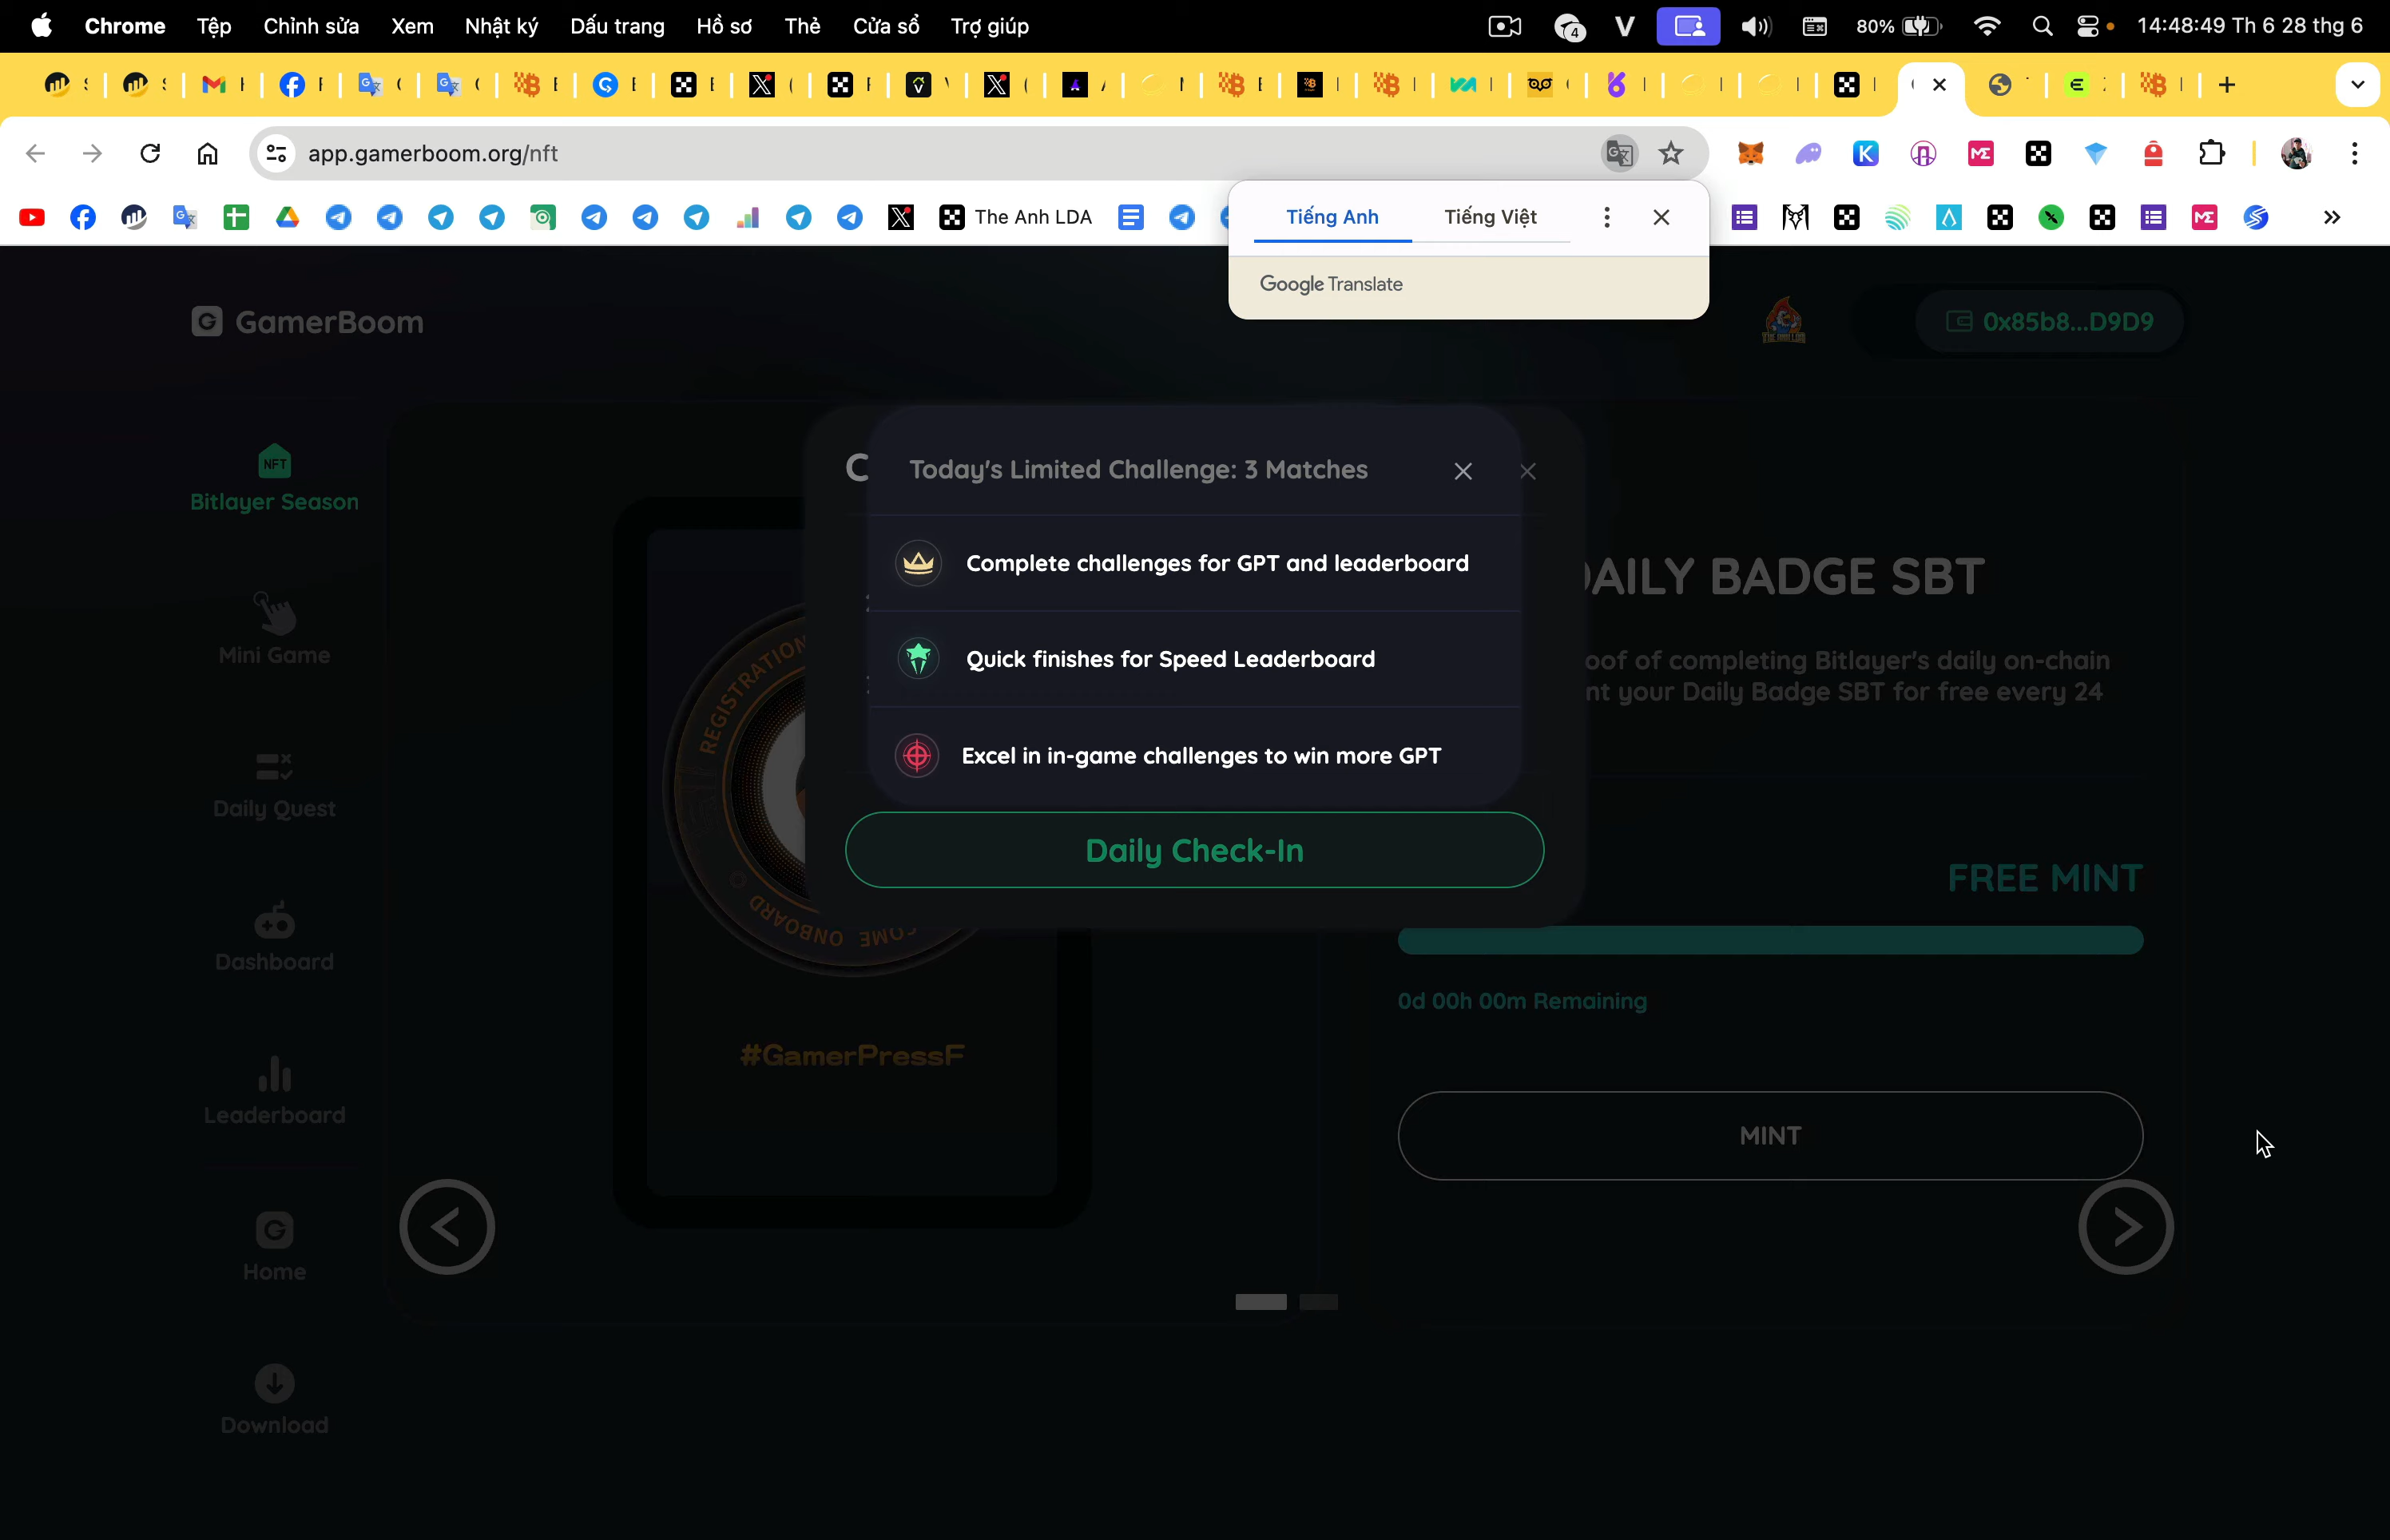 Chrome Tệp Chỉnh sửa Xem Nhật ký Dấu trang Hồ sơ Thẻ Cửa sổ Trợ giúp
4 V 80% 14:48:49 Th 6 28 thg 6
app.gamerboom.org/nft
The Anh LDA
Tiếng Anh Tiếng Việt
Google Translate
GamerBoom
0x85b8...D9D9
NFT
Bitlayer Season
Mini Game
Daily Quest
Dashboard
Leaderboard
Home
Download
Today's Limited Challenge: 3 Matches
Complete challenges for GPT and leaderboard
Quick finishes for Speed Leaderboard
Excel in in-game challenges to win more GPT
Daily Check-In
REGISTRATION
COME ONBOARD
#GamerPressF
DAILY BADGE SBT
of completing Bitlayer's daily on-chain
your Daily Badge SBT for free every 24
FREE MINT
0d 00h 00m Remaining
MINT